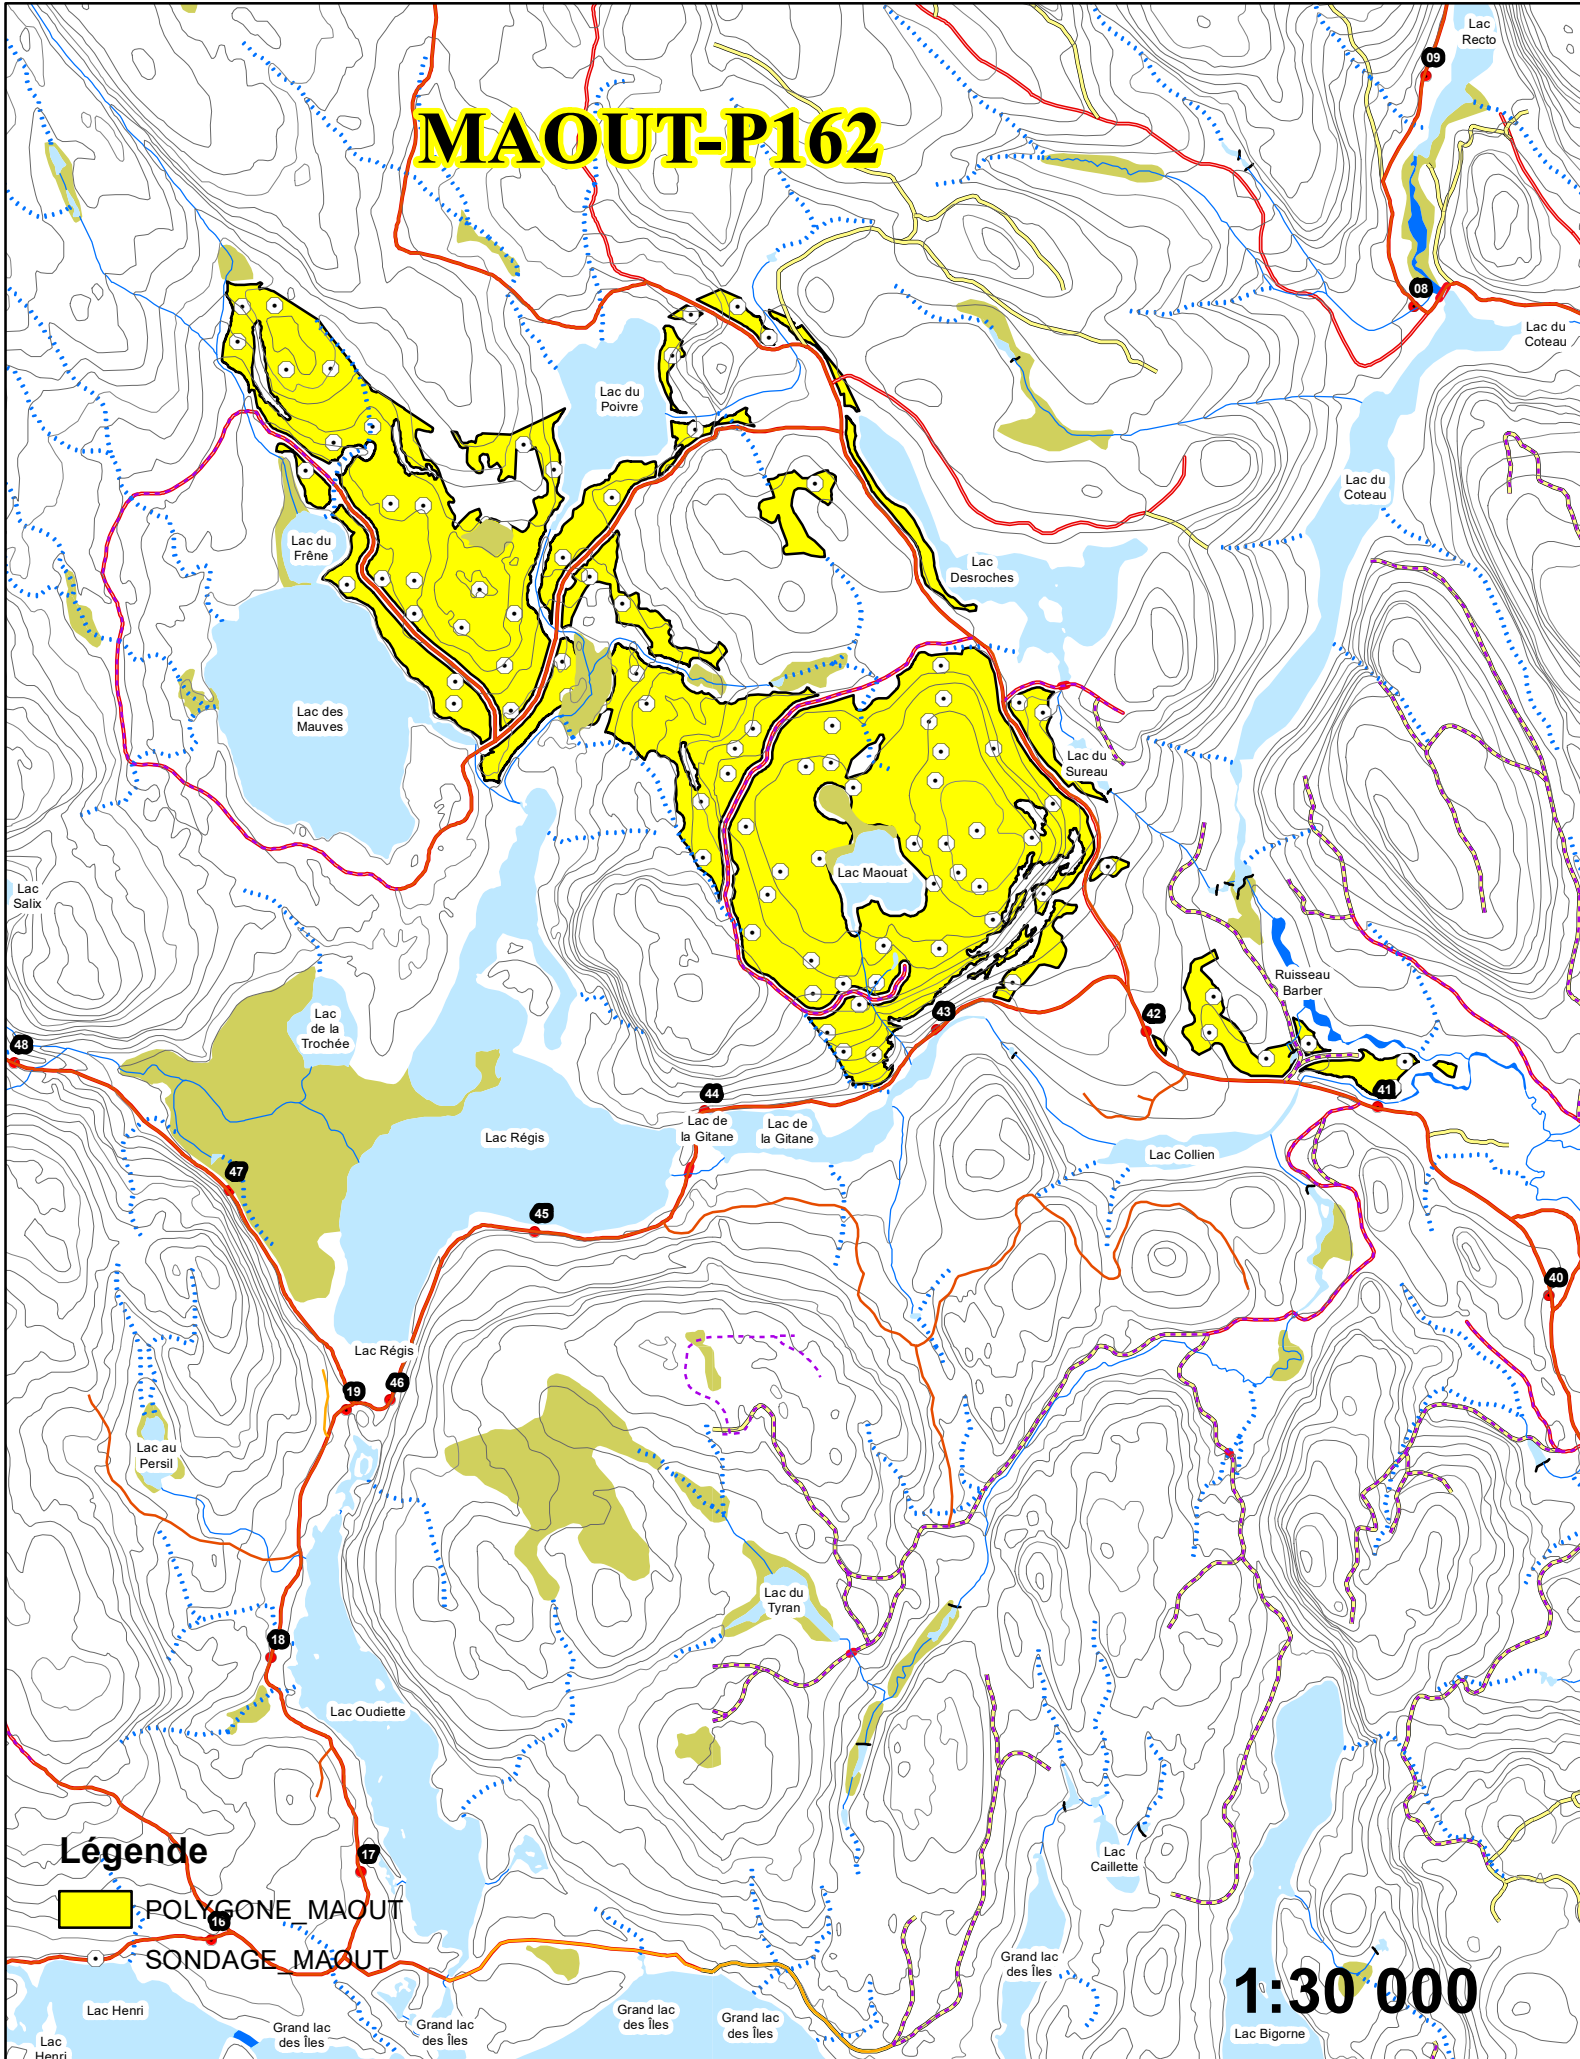 Lac
Recto
09
MAOUT-P162
08
Lac du
Coteau
Lac du
Poivre
Lac du
Coteau
Lac du
Frêne
Lac
Desroches
Lac des
Mauves
Lac du
Sureau
Lac Maouat
Lac
Salix
Ruisseau
Barber
Lac
de la
Trochée
43
42
48
44
41
Lac de
la Gitane
Lac de
la Gitane
Lac Régis
Lac Collien
47
45
40
Lac Régis
46
19
Lac au
Persil
Lac du
Tyran
18
Lac Oudiette
Légende
17
Lac
Caillette
POLYGONE_MAOUT
16
SONDAGE_MAOUT
Grand lac
des Îles
1:30 000
Lac Henri
Grand lac
des Îles
Grand lac
des Îles
Grand lac
des Îles
Grand lac
des Îles
Lac Bigorne
Lac
Henri